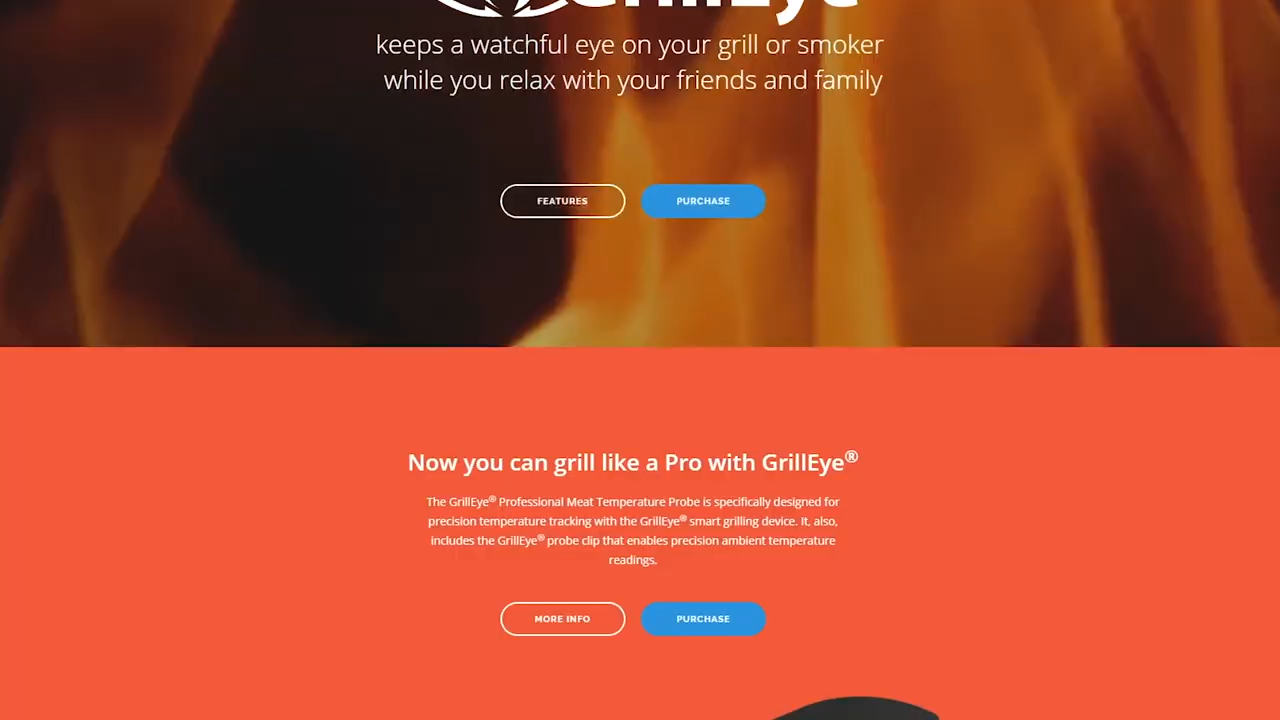 GrillEye
keeps a watchful eye on your grill or smoker
while you relax with your friends and family
FEATURES
PURCHASE
Now you can grill like a Pro with GrillEye®
The GrillEye® Professional Meat Temperature Probe is specifically designed for
precision temperature tracking with the GrillEye® smart grilling device. It, also,
includes the GrillEye® probe clip that enables precision ambient temperature
readings.
MORE INFO
PURCHASE